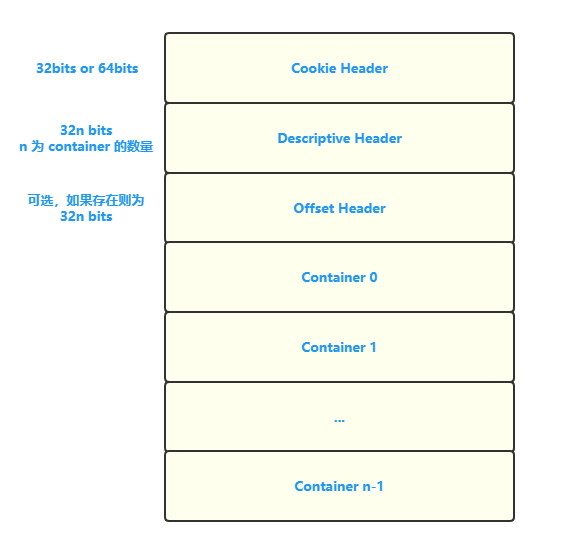 32bits or 64bits
Cookie Header
32n bits
n 为 container 的数量
Descriptive Header
可选，如果存在则为
32n bits
Offset Header
Container 0
Container 1
...
Container n-1